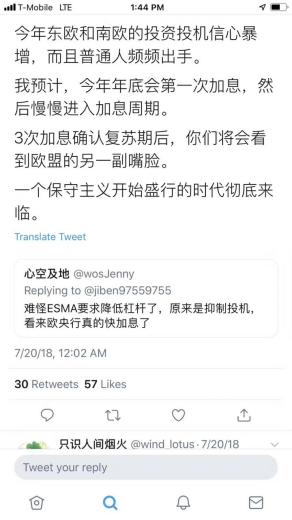 T-Mobile LTE 1:44 PM
今年东欧和南欧的投资投机信心暴
增，而且普通人频频出手。
我预计，今年年底会第一次加息，然
后慢慢进入加息周期。
3次加息确认复苏期后，你们将会看
到欧盟的另一副嘴脸。
一个保守主义开始盛行的时代彻底来
临。
Translate Tweet
心空及地 @wosJenny
Replying to @jiben97559755
难怪ESMA要求降低杠杆了，原来是抑制投机，
看来欧央行真的快加息了
7/20/18, 12:02 AM
30 Retweets 57 Likes
只识人间烟火 @wind_lotus · 7/20/18
Tweet your reply